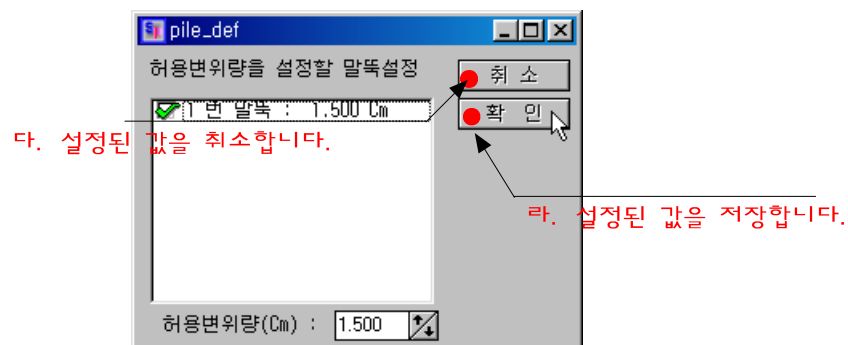 pile_def
허용변위량을 설정할 말뚝설정
취 소
1 번 말뚝 : 1.500 Cm
확 인
다. 설정된 값을 취소합니다.
라. 설정된 값을 저장합니다.
허용변위량(Cm) : 1.500